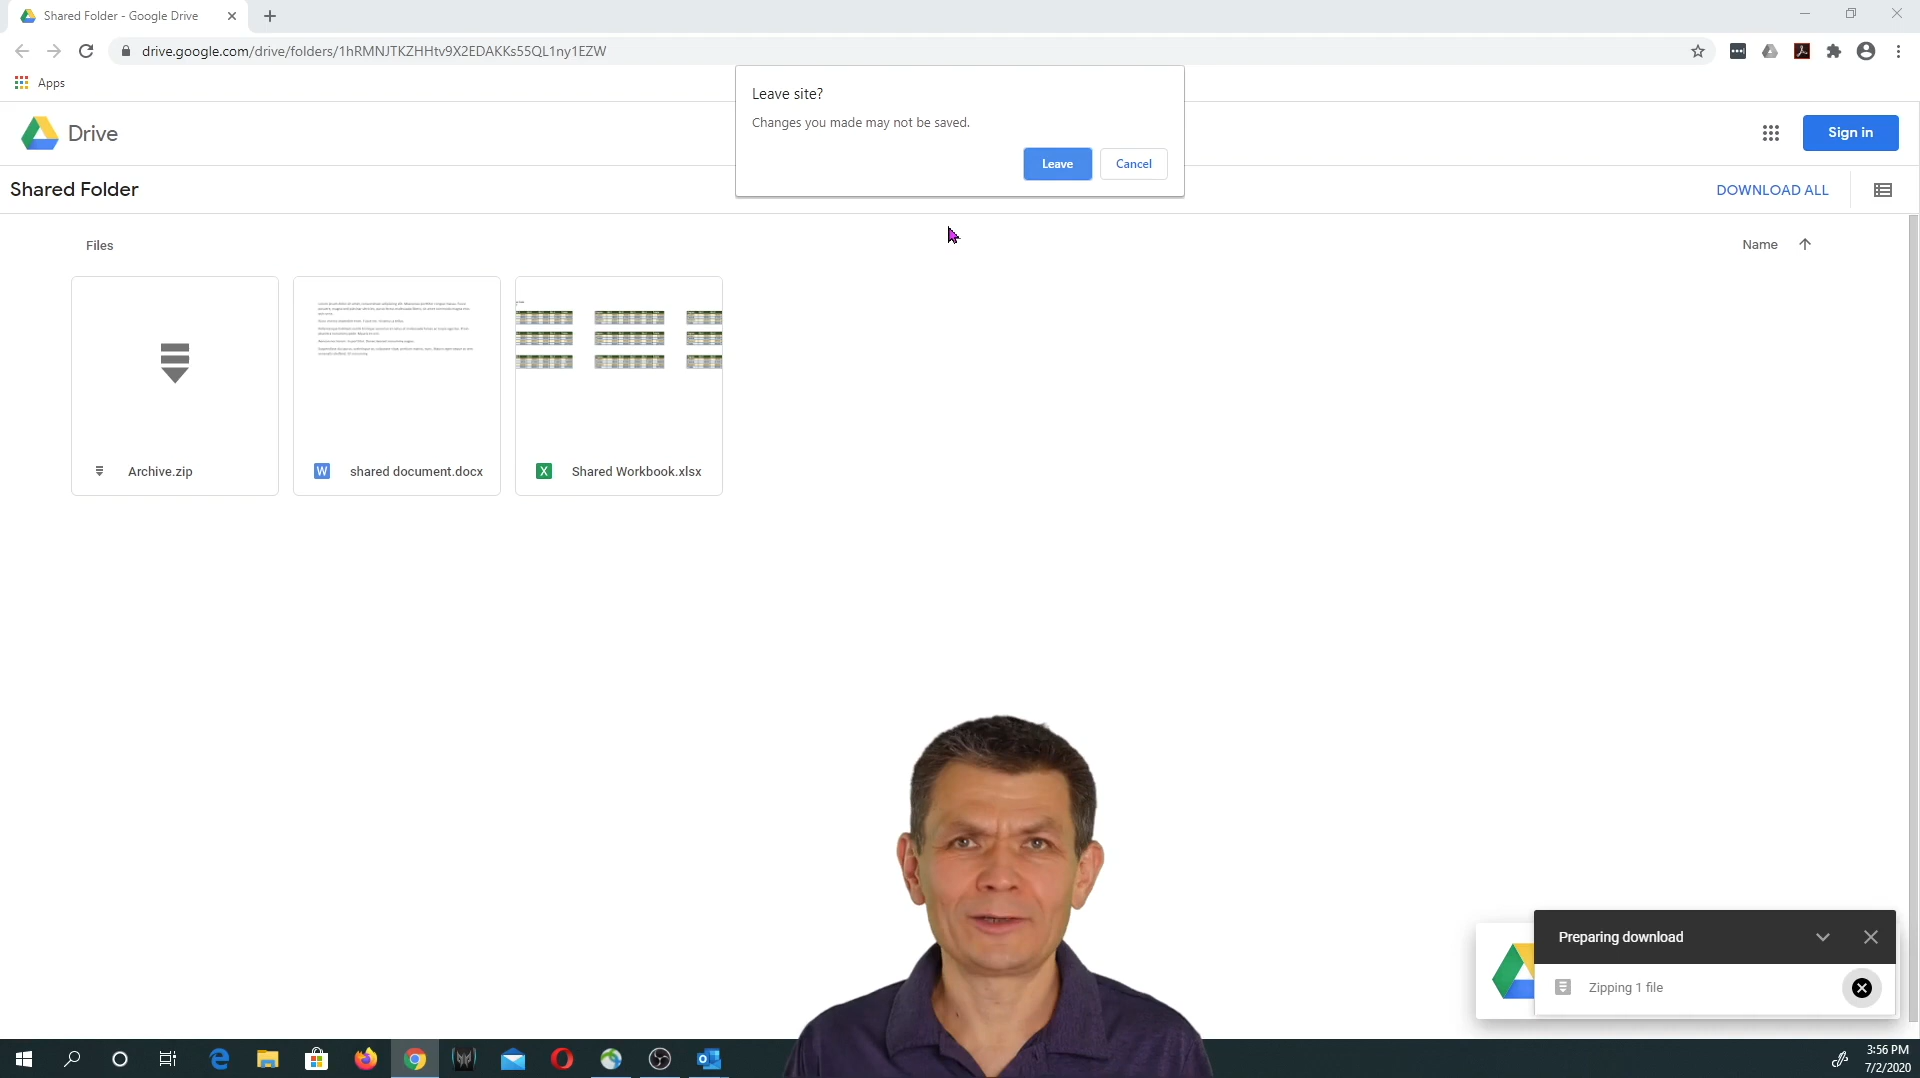 Shared Folder - Google Drive
drive.google.com/drive/folders/1hRMNJTKZHHtv9X2EDAKKs55QL1ny1EZW
Apps
Leave site?
Changes you made may not be saved.
Leave
Cancel
Drive
Sign in
Shared Folder
DOWNLOAD ALL
Files
Name
Archive.zip
W
shared document.docx
X
Shared Workbook.xlsx
Preparing download
Zipping 1 file
3:56 PM
7/2/2020